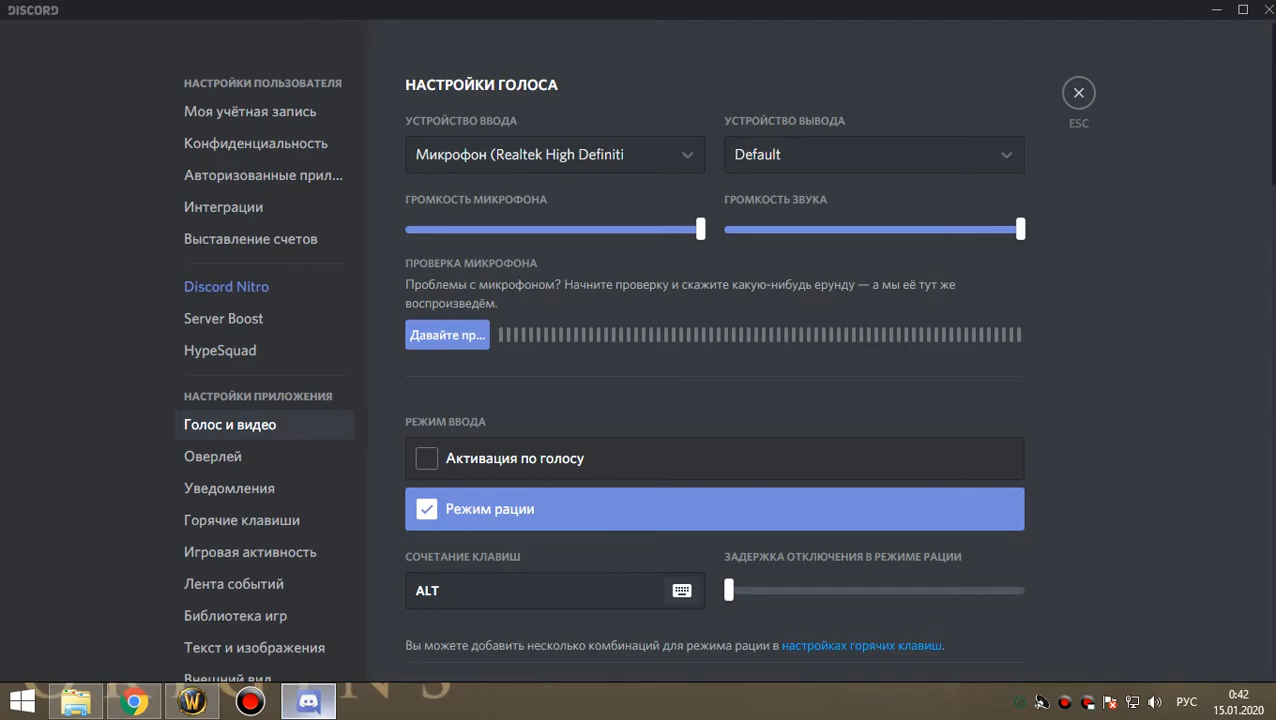 DISCORD
НАСТРОЙКИ ПОЛЬЗОВАТЕЛЯ
Моя учётная запись
Конфиденциальность
Авторизованные прил...
Интеграции
Выставление счетов
Discord Nitro
Server Boost
HypeSquad
НАСТРОЙКИ ПРИЛОЖЕНИЯ
Голос и видео
Оверлей
Уведомления
Горячие клавиши
Игровая активность
Лента событий
Библиотека игр
Текст и изображения
Внешний вид
НАСТРОЙКИ ГОЛОСА
ESC
УСТРОЙСТВО ВВОДА
УСТРОЙСТВО ВЫВОДА
Микрофон (Realtek High Definiti
Default
ГРОМКОСТЬ МИКРОФОНА
ГРОМКОСТЬ ЗВУКА
ПРОВЕРКА МИКРОФОНА
Проблемы с микрофоном? Начните проверку и скажите какую-нибудь ерунду — а мы её тут же
воспроизведём.
Давайте пр...
РЕЖИМ ВВОДА
Активация по голосу
Режим рации
СОЧЕТАНИЕ КЛАВИШ
ЗАДЕРЖКА ОТКЛЮЧЕНИЯ В РЕЖИМЕ РАЦИИ
ALT
Вы можете добавить несколько комбинаций для режима рации в настройках горячих клавиш.
РУС
0:42
15.01.2020